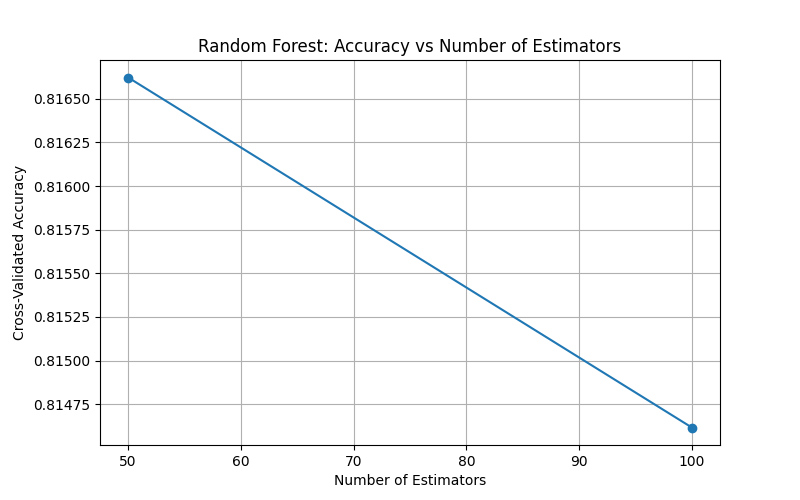 Random Forest: Accuracy vs Number of Estimators
0.81650
0.81625
0.81600
0.81575
0.81550
0.81525
0.81500
0.81475
Cross-Validated Accuracy
50 60 70 80 90 100
Number of Estimators